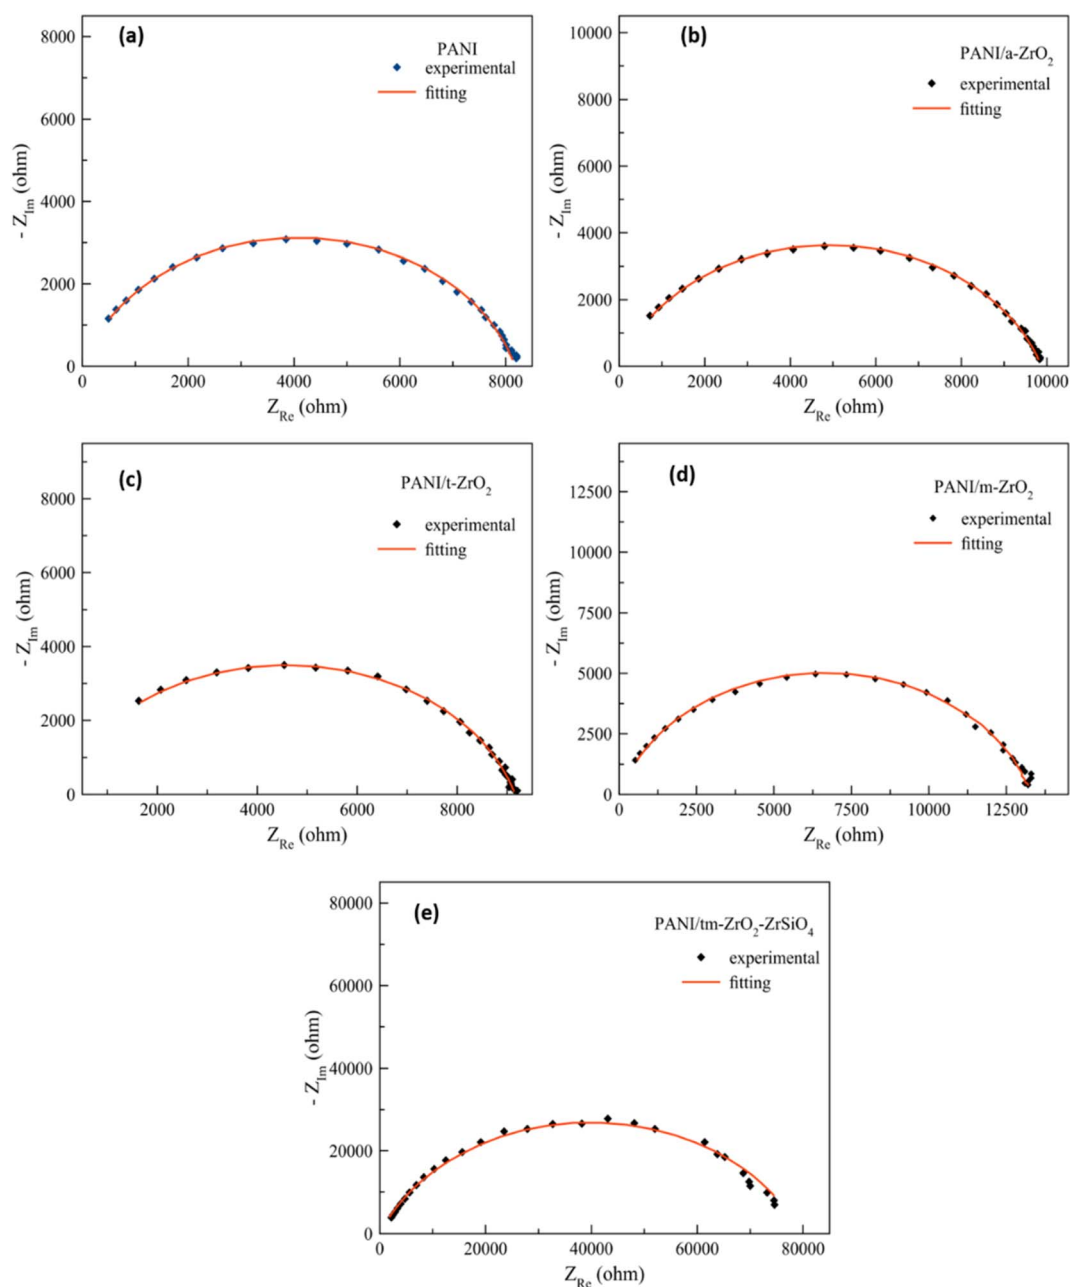 (a)
PANI
experimental
fitting
8000
6000
4000
2000
0
- Z_Im (ohm)
0 2000 4000 6000 8000
Z_Re (ohm)
(b)
PANI/a-ZrO₂
experimental
fitting
10000
8000
6000
4000
2000
0
- Z_Im (ohm)
0 2000 4000 6000 8000 10000
Z_Re (ohm)
(c)
PANI/t-ZrO₂
experimental
fitting
8000
6000
4000
2000
0
- Z_Im (ohm)
2000 4000 6000 8000
Z_Re (ohm)
(d)
PANI/m-ZrO₂
experimental
fitting
12500
10000
7500
5000
2500
0
- Z_Im (ohm)
0 2500 5000 7500 10000 12500
Z_Re (ohm)
(e)
PANI/tm-ZrO₂-ZrSiO₄
experimental
fitting
80000
60000
40000
20000
0
- Z_Im (ohm)
0 20000 40000 60000 80000
Z_Re (ohm)